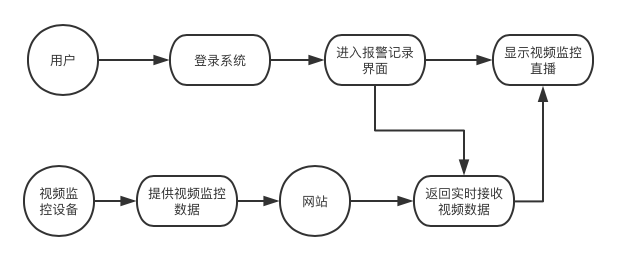 用户
登录系统
进入报警记录
界面
显示视频监控
直播
视频监
控设备
提供视频监控
数据
网站
返回实时接收
视频数据